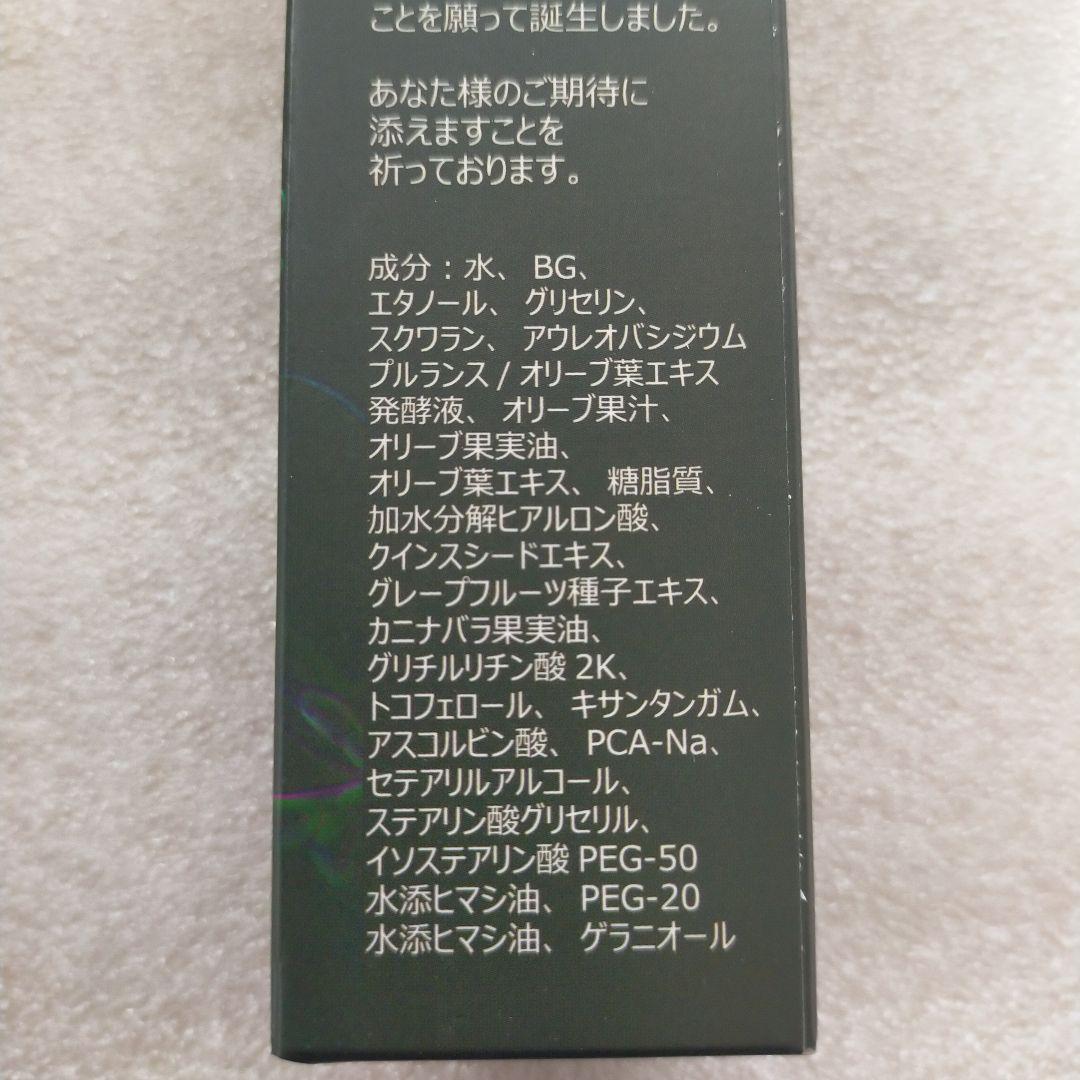 ことを願って誕生しました。
あなた様のご期待に
添えますことを
祈っております。
成分：水、 BG、
エタノール、 グリセリン、
スクワラン、 アウレオバシジウム
プルランス / オリーブ葉エキス
発酵液、 オリーブ果汁、
オリーブ果実油、
オリーブ葉エキス、 糖脂質、
加水分解ヒアルロン酸、
クインスシードエキス、
グレープフルーツ種子エキス、
カニナバラ果実油、
グリチルリチン酸 2K、
トコフェロール、 キサンタンガム、
アスコルビン酸、 PCA-Na、
セテアリルアルコール、
ステアリン酸グリセリル、
イソステアリン酸 PEG-50
水添ヒマシ油、 PEG-20
水添ヒマシ油、 ゲラニオール